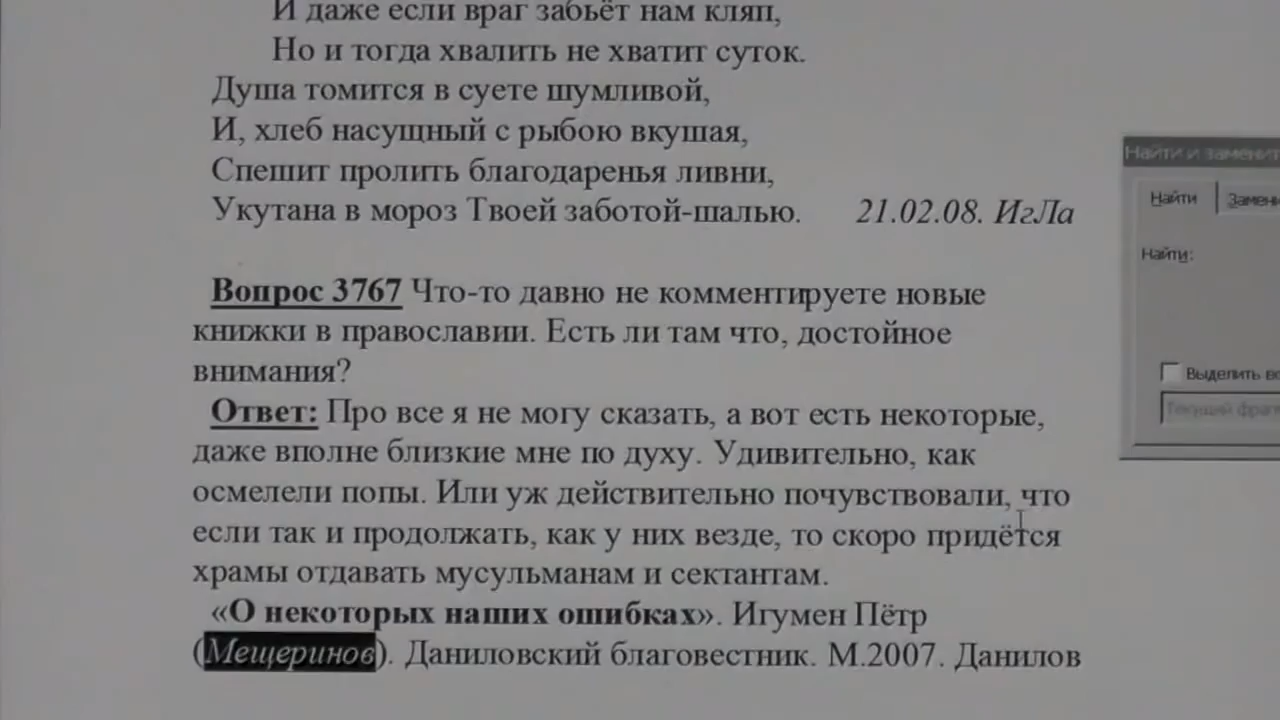 И даже если враг забьёт нам кляп,
Но и тогда хвалить не хватит суток.
Душа томится в суете шумливой,
И, хлеб насущный с рыбою вкушая,
Спешит пролить благодаренья ливни,
Укутана в мороз Твоей заботой-шалью. 21.02.08. ИгЛа
Найти и заменит
Найти Замени
Найти:
Выделить вс
Текущий фраг
Вопрос 3767 Что-то давно не комментируете новые
книжки в православии. Есть ли там что, достойное
внимания?
Ответ: Про все я не могу сказать, а вот есть некоторые,
даже вполне близкие мне по духу. Удивительно, как
осмелели попы. Или уж действительно почувствовали, что
если так и продолжать, как у них везде, то скоро придётся
храмы отдавать мусульманам и сектантам.
«О некоторых наших ошибках». Игумен Пётр
(Мещеринов). Даниловский благовестник. М.2007. Данилов